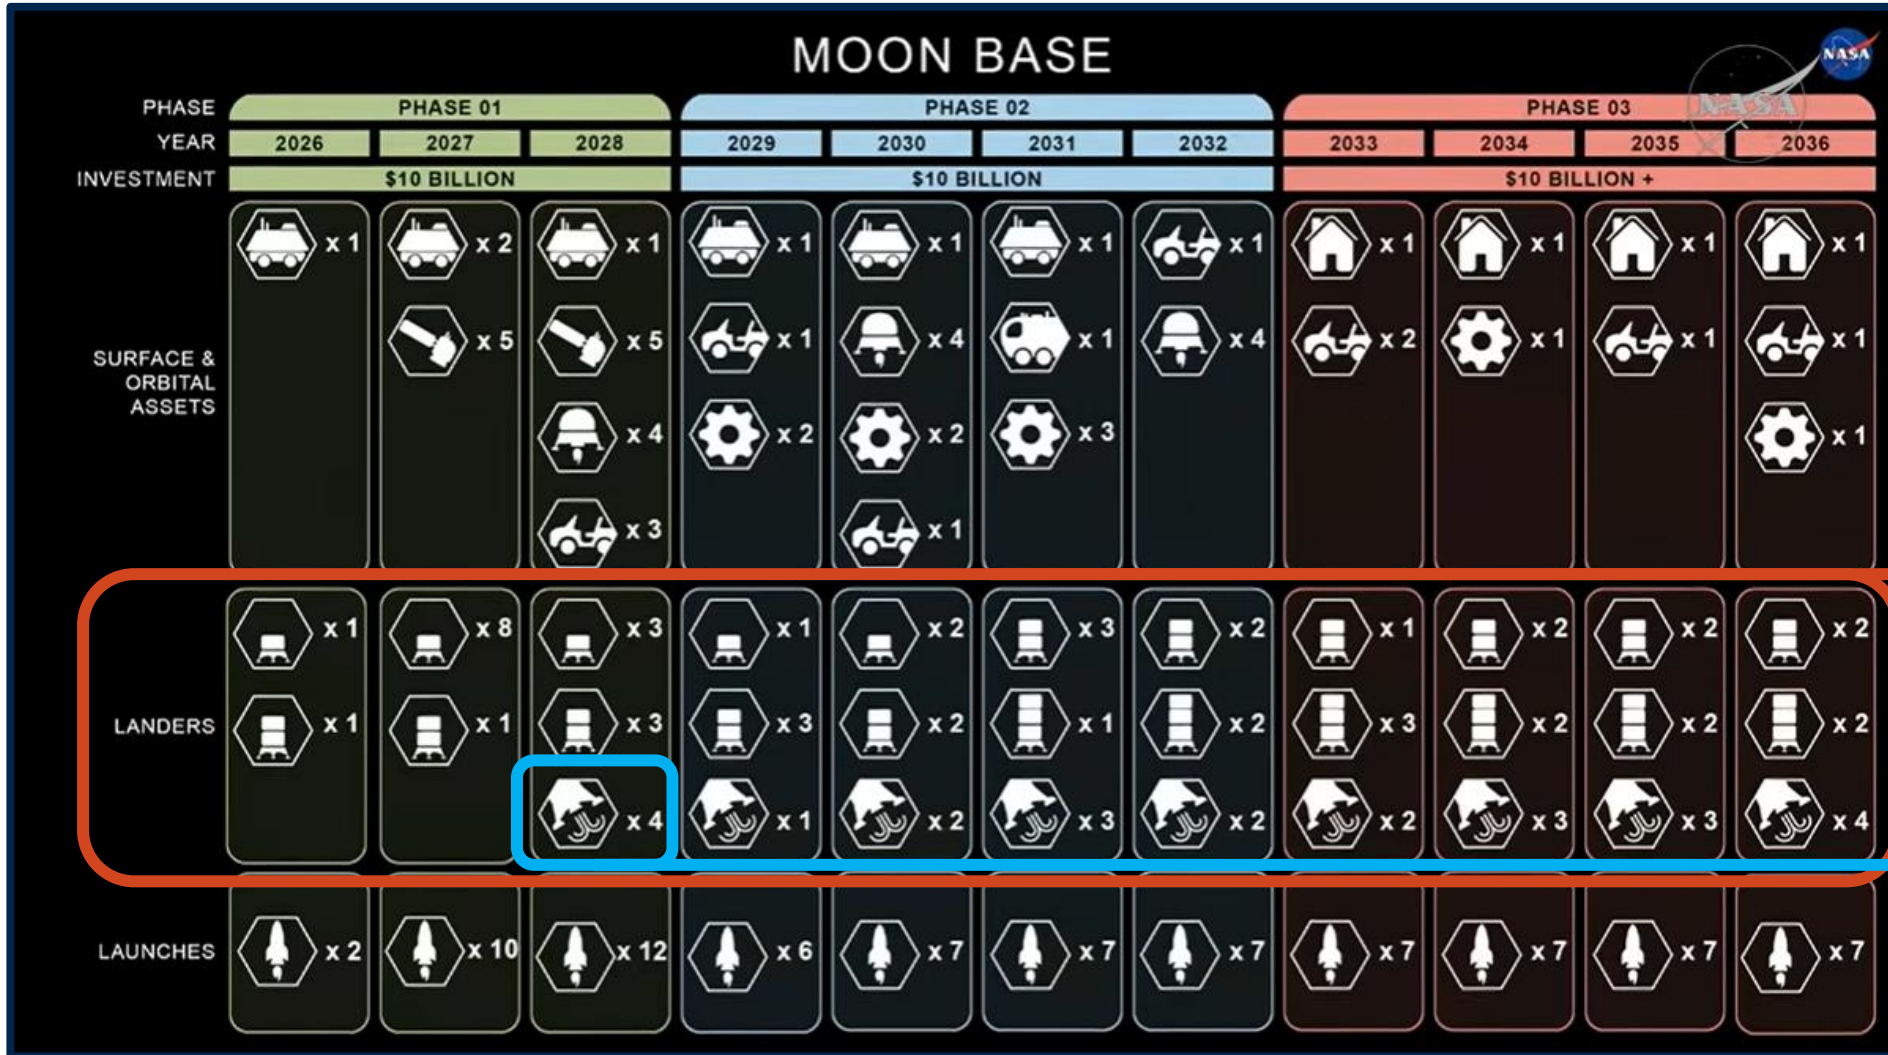 MOON BASE
NASA
NASA
PHASE PHASE 01 PHASE 02 PHASE 03
YEAR 2026 2027 2028 2029 2030 2031 2032 2033 2034 2035 2036
INVESTMENT $10 BILLION $10 BILLION $10 BILLION +
x 1 x 2 x 1 x 1 x 1 x 1 x 1 x 1 x 1 x 1 x 1
SURFACE &
ORBITAL
ASSETS
x 5 x 5 x 1 x 4 x 1 x 4 x 2 x 1 x 1 x 1
x 4 x 2 x 2 x 3 x 1
x 3 x 1
x 1 x 8 x 3 x 1 x 2 x 3 x 2 x 1 x 2 x 2 x 2
LANDERS x 1 x 1 x 3 x 3 x 2 x 1 x 2 x 3 x 2 x 2 x 2
x 4 x 1 x 2 x 3 x 2 x 2 x 3 x 3 x 4
LAUNCHES x 2 x 10 x 12 x 6 x 7 x 7 x 7 x 7 x 7 x 7 x 7